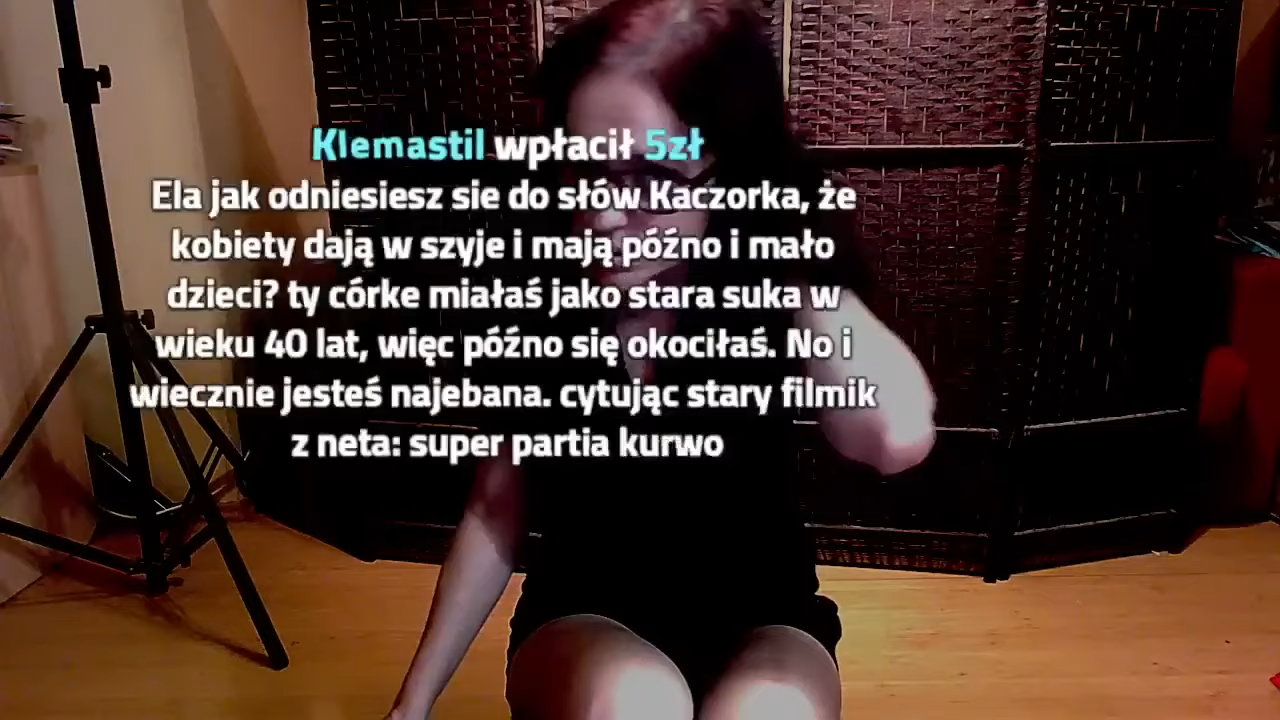 Klemastil wpłacił 5zł
Ela jak odniesiesz sie do słów Kaczorka, że
kobiety dają w szyje i mają późno i mało
dzieci? ty córke miałaś jako stara suka w
wieku 40 lat, więc późno się okociłaś. No i
wiecznie jesteś najebana. cytując stary filmik
z neta: super partia kurwo